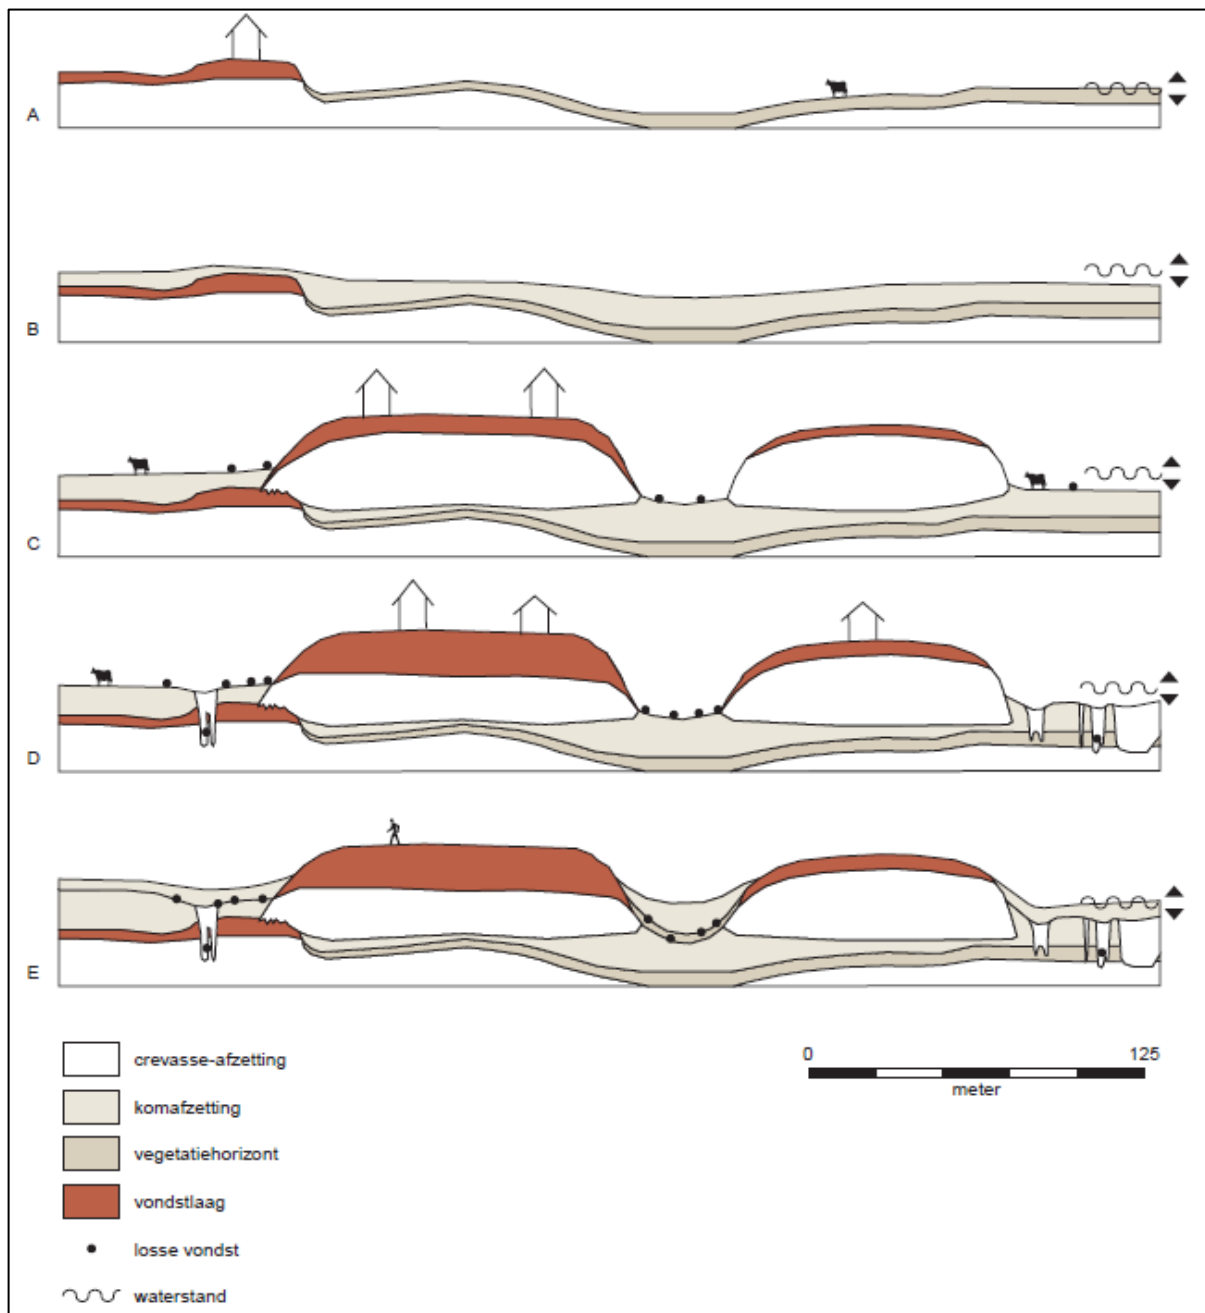 A
B
C
D
E
crevasse-afzetting
komafzetting
vegetatiehorizont
vondstlaag
losse vondst
waterstand
0 125
meter